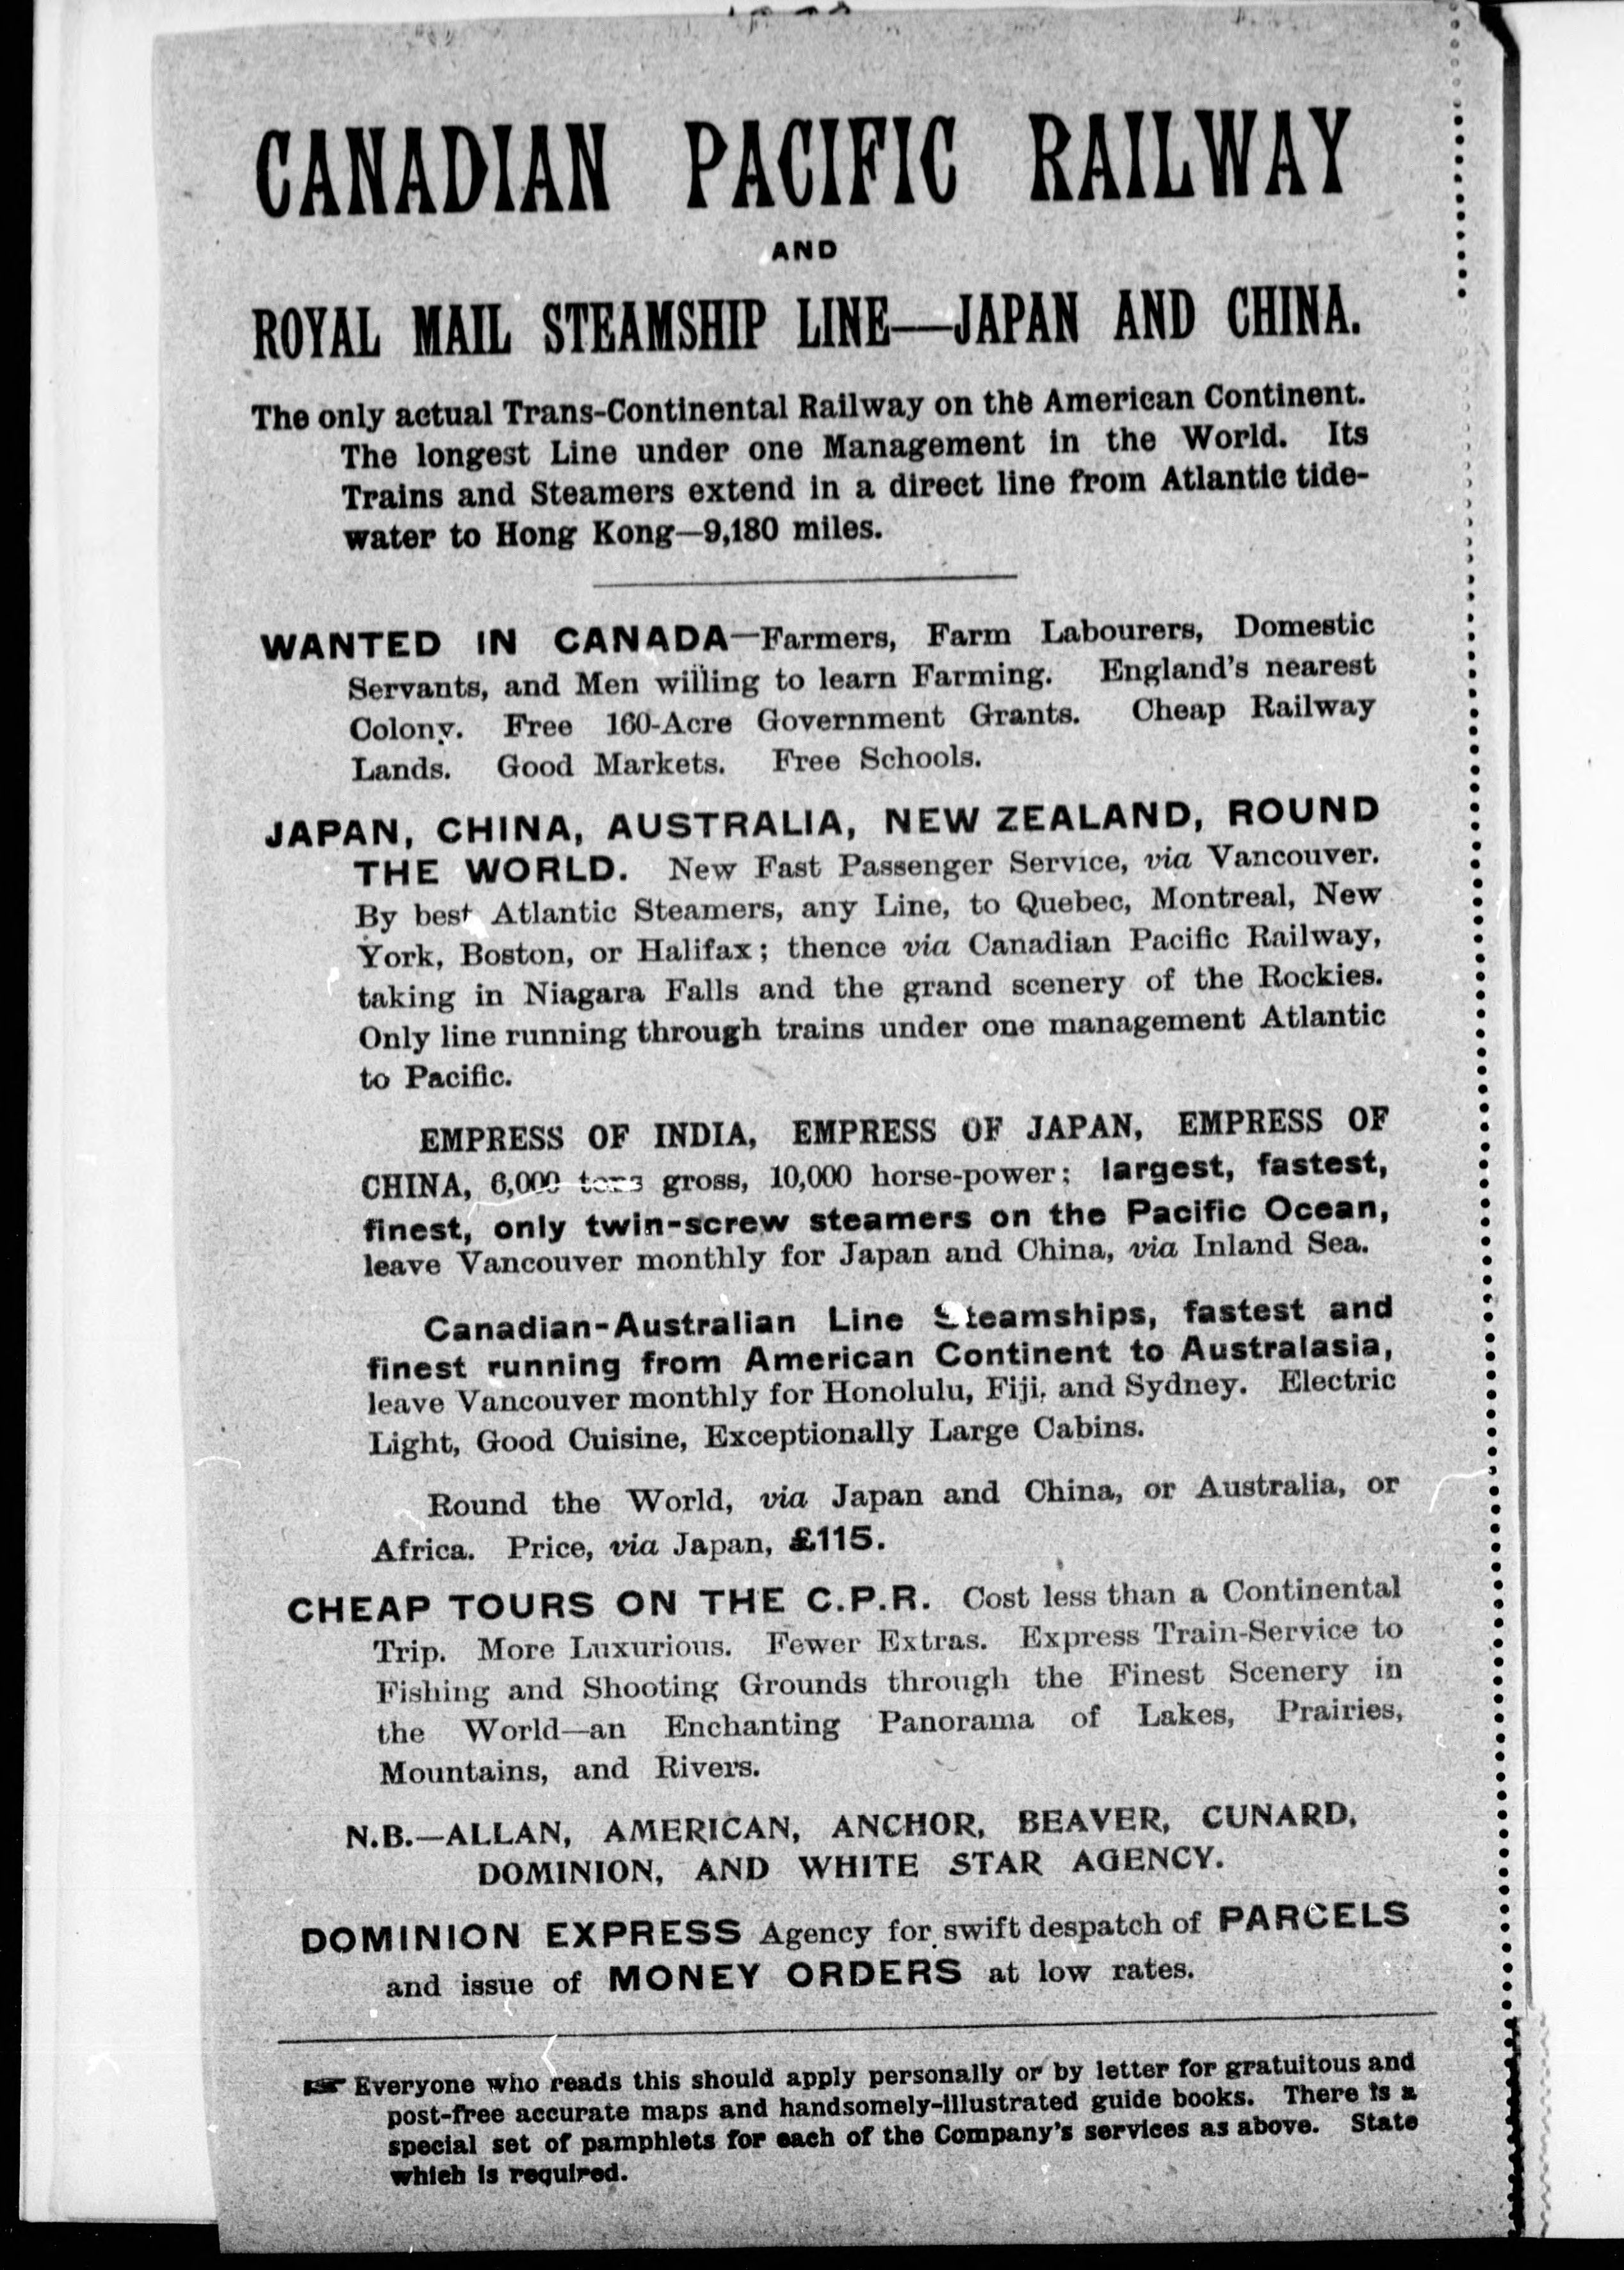 CANADIAN PACIFIC RAILWAY
AND
ROYAL MAIL STEAMSHIP LINE—JAPAN AND CHINA.
The only actual Trans-Continental Railway on the American Continent.
The longest Line under one Management in the World. Its
Trains and Steamers extend in a direct line from Atlantic tide-
water to Hong Kong—9,180 miles.
WANTED IN CANADA—Farmers, Farm Labourers, Domestic
Servants, and Men willing to learn Farming. England's nearest
Colony. Free 160-Acre Government Grants. Cheap Railway
Lands. Good Markets. Free Schools.
JAPAN, CHINA, AUSTRALIA, NEW ZEALAND, ROUND
THE WORLD. New Fast Passenger Service, via Vancouver.
By best Atlantic Steamers, any Line, to Quebec, Montreal, New
York, Boston, or Halifax; thence via Canadian Pacific Railway,
taking in Niagara Falls and the grand scenery of the Rockies.
Only line running through trains under one management Atlantic
to Pacific.
EMPRESS OF INDIA, EMPRESS OF JAPAN, EMPRESS OF
CHINA, 6,000 tons gross, 10,000 horse-power; largest, fastest,
finest, only twin-screw steamers on the Pacific Ocean,
leave Vancouver monthly for Japan and China, via Inland Sea.
Canadian-Australian Line Steamships, fastest and
finest running from American Continent to Australasia,
leave Vancouver monthly for Honolulu, Fiji, and Sydney. Electric
Light, Good Cuisine, Exceptionally Large Cabins.
Round the World, via Japan and China, or Australia, or
Africa. Price, via Japan, £115.
CHEAP TOURS ON THE C.P.R. Cost less than a Continental
Trip. More Luxurious. Fewer Extras. Express Train-Service to
Fishing and Shooting Grounds through the Finest Scenery in
the World—an Enchanting Panorama of Lakes, Prairies,
Mountains, and Rivers.
N.B.—ALLAN, AMERICAN, ANCHOR, BEAVER, CUNARD,
DOMINION, AND WHITE STAR AGENCY.
DOMINION EXPRESS Agency for swift despatch of PARCELS
and issue of MONEY ORDERS at low rates.
☞ Everyone who reads this should apply personally or by letter for gratuitous and
post-free accurate maps and handsomely-illustrated guide books. There is a
special set of pamphlets for each of the Company's services as above. State
which is required.